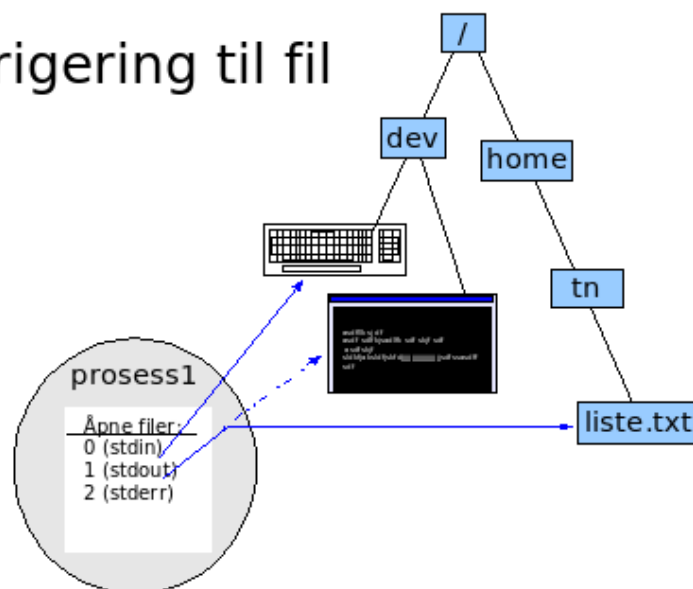 rigering til fil
/
dev
home
tn
liste.txt
prosess1
Åpne filer:
0 (stdin)
1 (stdout)
2 (stderr)